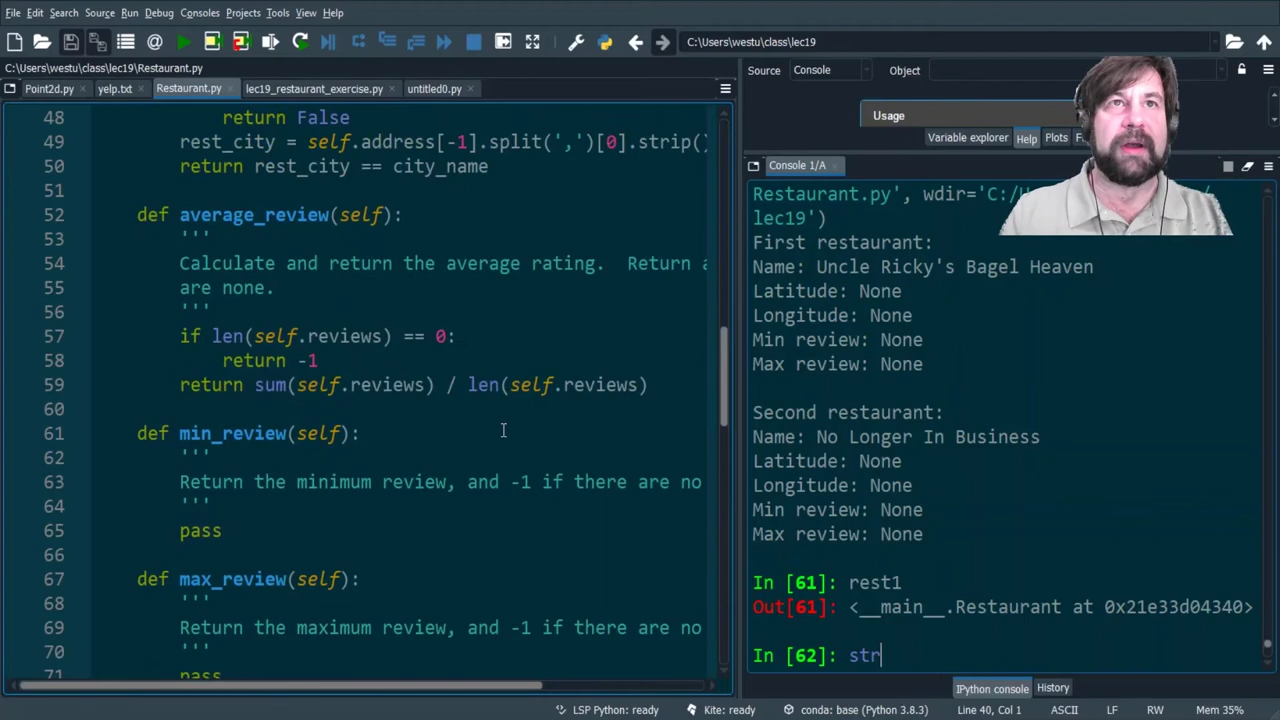 File Edit Search Source Run Debug Consoles Projects Tools View Help
C:\Users\westu\class\lec19
C:\Users\westu\class\lec19\Restaurant.py
Point2d.py yelp.txt Restaurant.py lec19_restaurant_exercise.py untitled0.py
48 return False
49 rest_city = self.address[-1].split(',')[0].strip()
50 return rest_city == city_name
51
52 def average_review(self):
53 '''
54 Calculate and return the average rating.  Return a
55 are none.
56 '''
57 if len(self.reviews) == 0:
58 return -1
59 return sum(self.reviews) / len(self.reviews)
60
61 def min_review(self):
62 '''
63 Return the minimum review, and -1 if there are no
64 '''
65 pass
66
67 def max_review(self):
68 '''
69 Return the maximum review, and -1 if there are no
70 '''
71 pass
Source Console Object
Usage
Variable explorer Help Plots F
Console 1/A
Restaurant.py', wdir='C:/U
lec19')
First restaurant:
Name: Uncle Ricky's Bagel Heaven
Latitude: None
Longitude: None
Min review: None
Max review: None
Second restaurant:
Name: No Longer In Business
Latitude: None
Longitude: None
Min review: None
Max review: None
In [61]: rest1
Out[61]: <__main__.Restaurant at 0x21e33d04340>
In [62]: str
IPython console History
LSP Python: ready Kite: ready conda: base (Python 3.8.3) Line 40, Col 1 ASCII LF RW Mem 35%